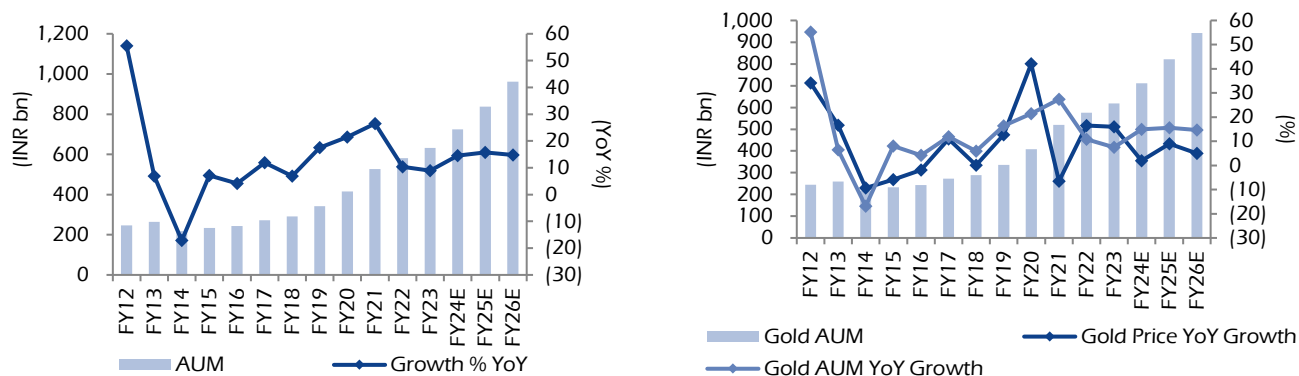 1,200
1,000
800
600
400
200
0
(INR bn)
60
50
40
30
20
10
0
(10)
(20)
(30)
(YoY %)
FY12
FY13
FY14
FY15
FY16
FY17
FY18
FY19
FY20
FY21
FY22
FY23
FY24E
FY25E
FY26E
AUM
Growth % YoY
1,000
900
800
700
600
500
400
300
200
100
0
(INR bn)
60
50
40
30
20
10
0
(10)
(20)
(30)
(%)
FY12
FY13
FY14
FY15
FY16
FY17
FY18
FY19
FY20
FY21
FY22
FY23
FY24E
FY25E
FY26E
Gold AUM
Gold Price YoY Growth
Gold AUM YoY Growth